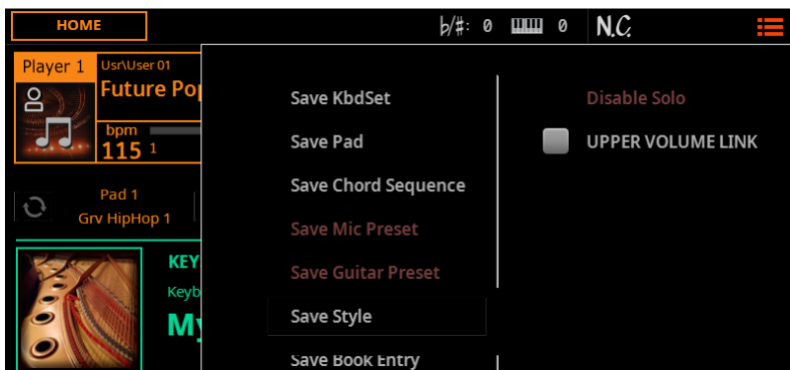 HOME
♭/#: 0
0
N.C.
Player 1
Usr\User 01
Future Pop
bpm
115 1
Pad 1
Grv HipHop 1
KEY
Keyb
My
Save KbdSet
Save Pad
Save Chord Sequence
Save Mic Preset
Save Guitar Preset
Save Style
Save Book Entry
Disable Solo
UPPER VOLUME LINK